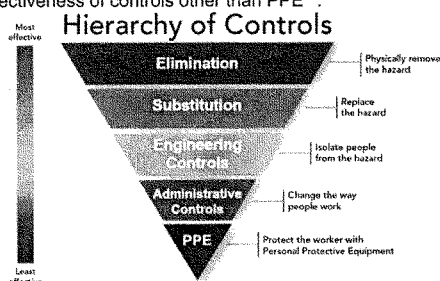 ectiveness of controls other than PPE
Hierarchy of Controls
Most
effective
Elimination
Physically remove
the hazard
Substitution
Replace
the hazard
Engineering
Controls
Isolate people
from the hazard
Administrative
Controls
Change the way
people work
PPE
Protect the worker with
Personal Protective Equipment
Least
effective